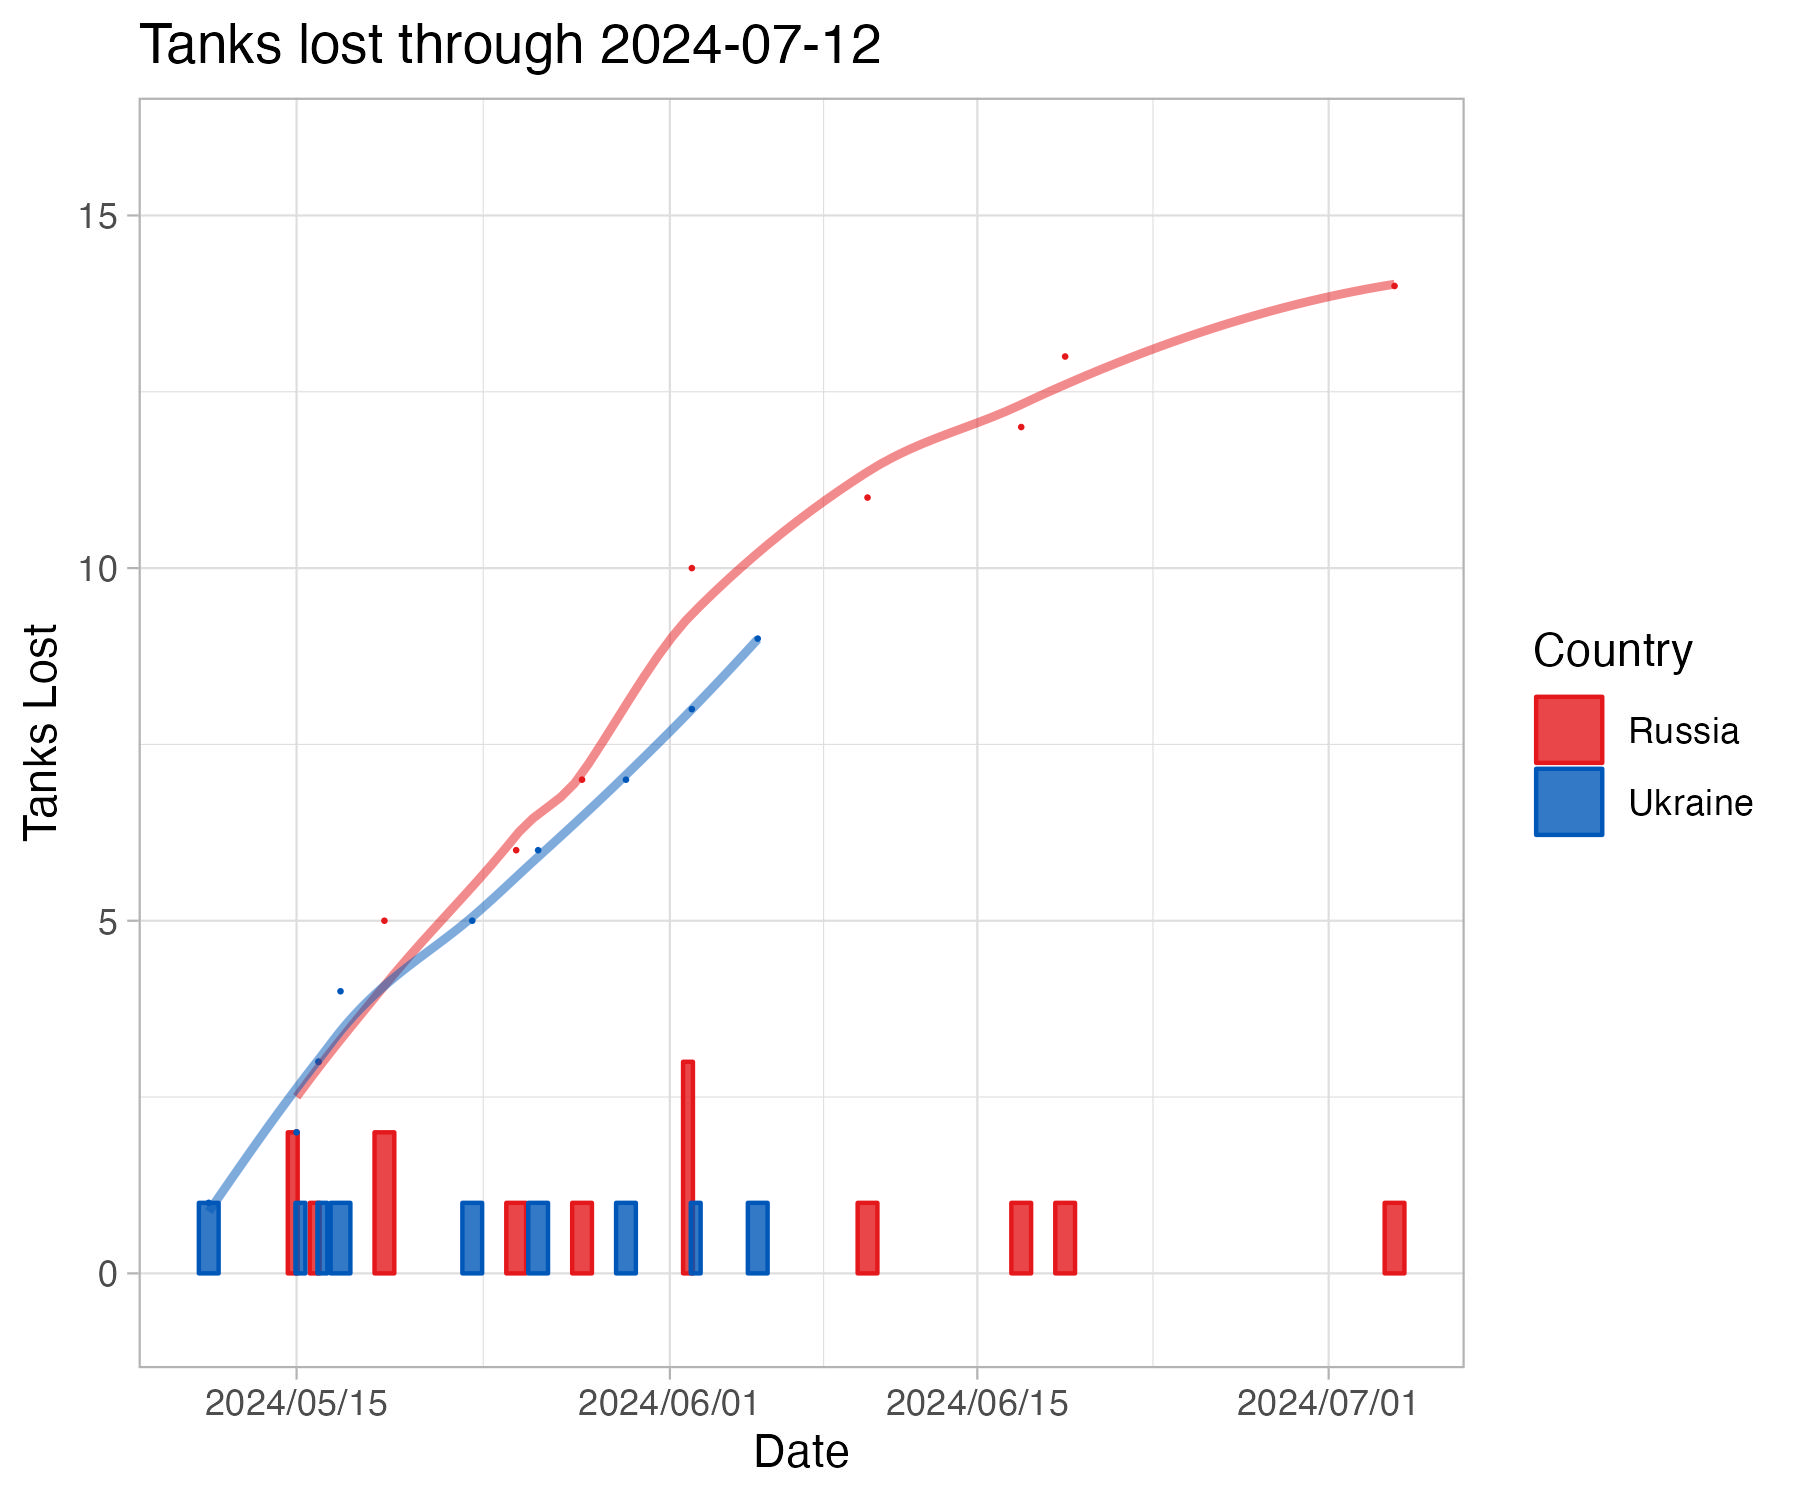 Tanks lost through 2024-07-12
15
10
5
0
Tanks Lost
2024/05/15 2024/06/01 2024/06/15 2024/07/01
Date
Country
Russia
Ukraine